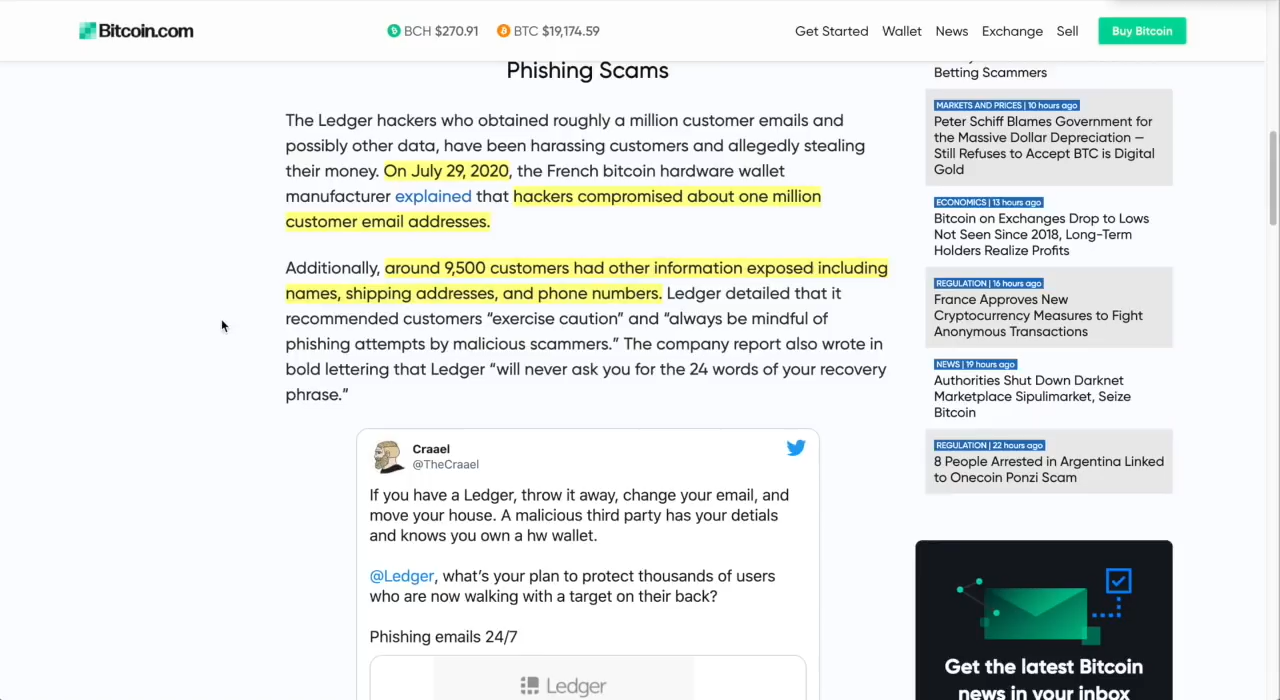 Bitcoin.com
BCH $270.91
BTC $19,174.59
Get Started
Wallet
News
Exchange
Sell
Buy Bitcoin
Phishing Scams
The Ledger hackers who obtained roughly a million customer emails and
possibly other data, have been harassing customers and allegedly stealing
their money. On July 29, 2020, the French bitcoin hardware wallet
manufacturer explained that hackers compromised about one million
customer email addresses.
Additionally, around 9,500 customers had other information exposed including
names, shipping addresses, and phone numbers. Ledger detailed that it
recommended customers “exercise caution” and “always be mindful of
phishing attempts by malicious scammers.” The company report also wrote in
bold lettering that Ledger “will never ask you for the 24 words of your recovery
phrase.”
Craael
@TheCraael
If you have a Ledger, throw it away, change your email, and
move your house. A malicious third party has your detials
and knows you own a hw wallet.
@Ledger, what’s your plan to protect thousands of users
who are now walking with a target on their back?
Phishing emails 24/7
Ledger
Betting Scammers
MARKETS AND PRICES | 10 hours ago
Peter Schiff Blames Government for
the Massive Dollar Depreciation —
Still Refuses to Accept BTC is Digital
Gold
ECONOMICS | 13 hours ago
Bitcoin on Exchanges Drop to Lows
Not Seen Since 2018, Long-Term
Holders Realize Profits
REGULATION | 16 hours ago
France Approves New
Cryptocurrency Measures to Fight
Anonymous Transactions
NEWS | 19 hours ago
Authorities Shut Down Darknet
Marketplace Sipulimarket, Seize
Bitcoin
REGULATION | 22 hours ago
8 People Arrested in Argentina Linked
to Onecoin Ponzi Scam
Get the latest Bitcoin
news in your inbox